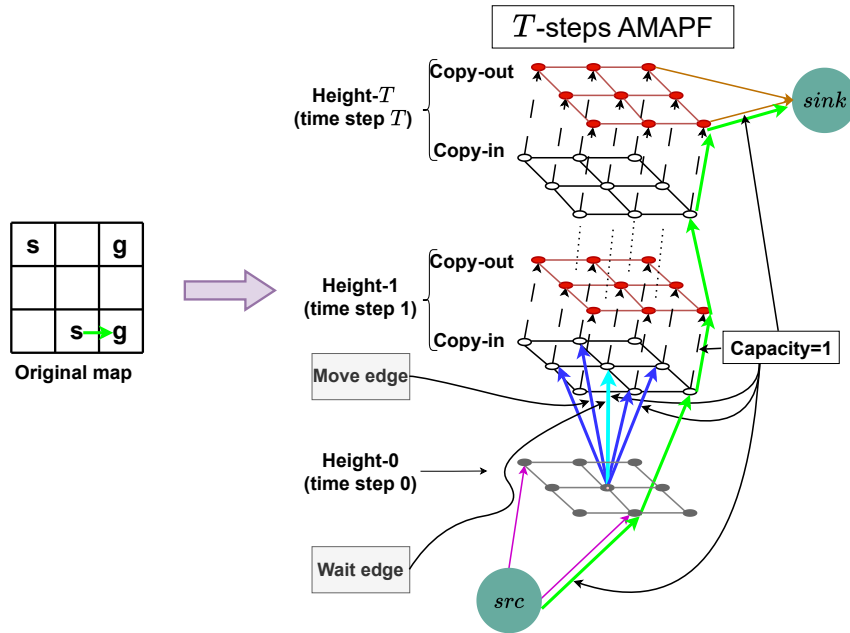 T-steps AMAPF
Copy-out
sink
Height-T
(time step T)
Copy-in
s g
s g
Original map
Copy-out
Height-1
(time step 1)
Copy-in
Capacity=1
Move edge
Height-0
(time step 0)
Wait edge
src